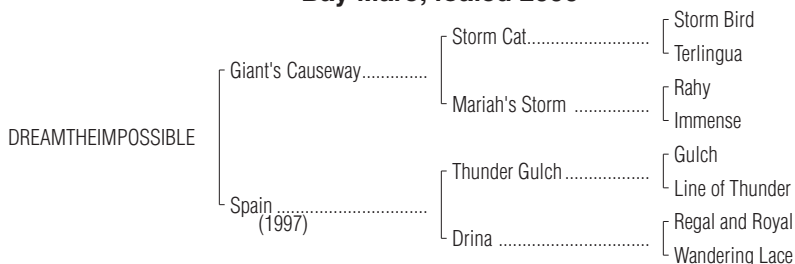 Storm Bird
Storm Cat..............................
Terlingua
Giant's Causeway.............
Rahy
Mariah's Storm ..................
Immense
DREAMTHEIMPOSSIBLE
Gulch
Thunder Gulch.....................
Line of Thunder
Spain ................................
(1997)
Regal and Royal
Drina ..................................
Wandering Lace